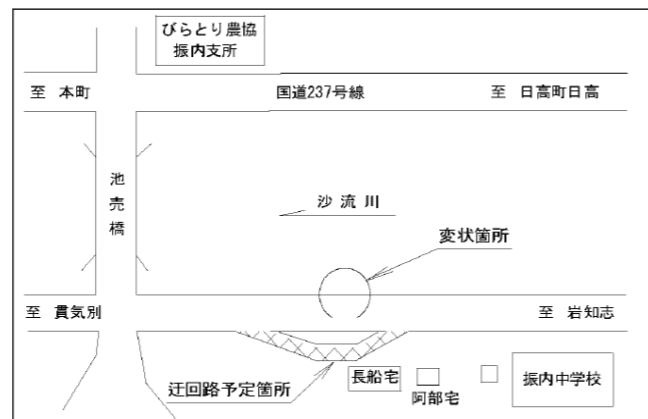 びらとり農協
振内支所
至 本町
国道237号線
至 日高町日高
池売橋
沙流川
変状箇所
至 貫気別
至 岩知志
迂回路予定箇所
長船宅
阿部宅
振内中学校